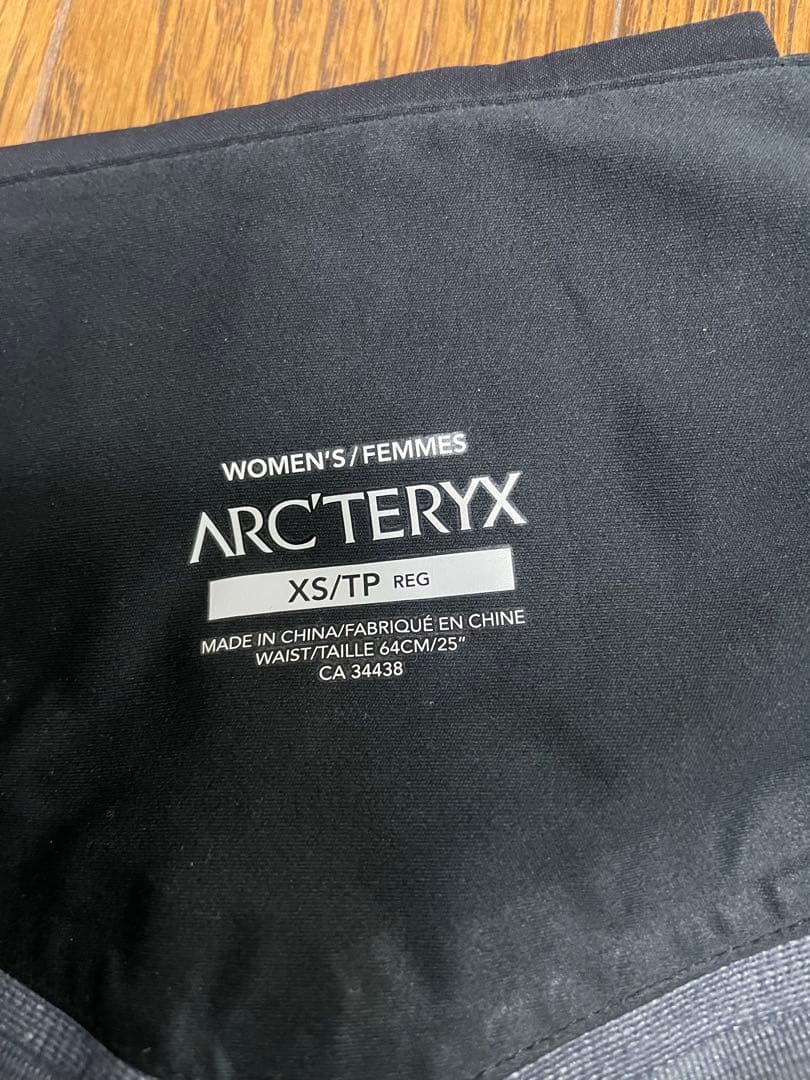 WOMEN'S/FEMMES
ARC'TERYX
XS/TP REG
MADE IN CHINA/FABRIQUÉ EN CHINE
WAIST/TAILLE 64CM/25"
CA 34438